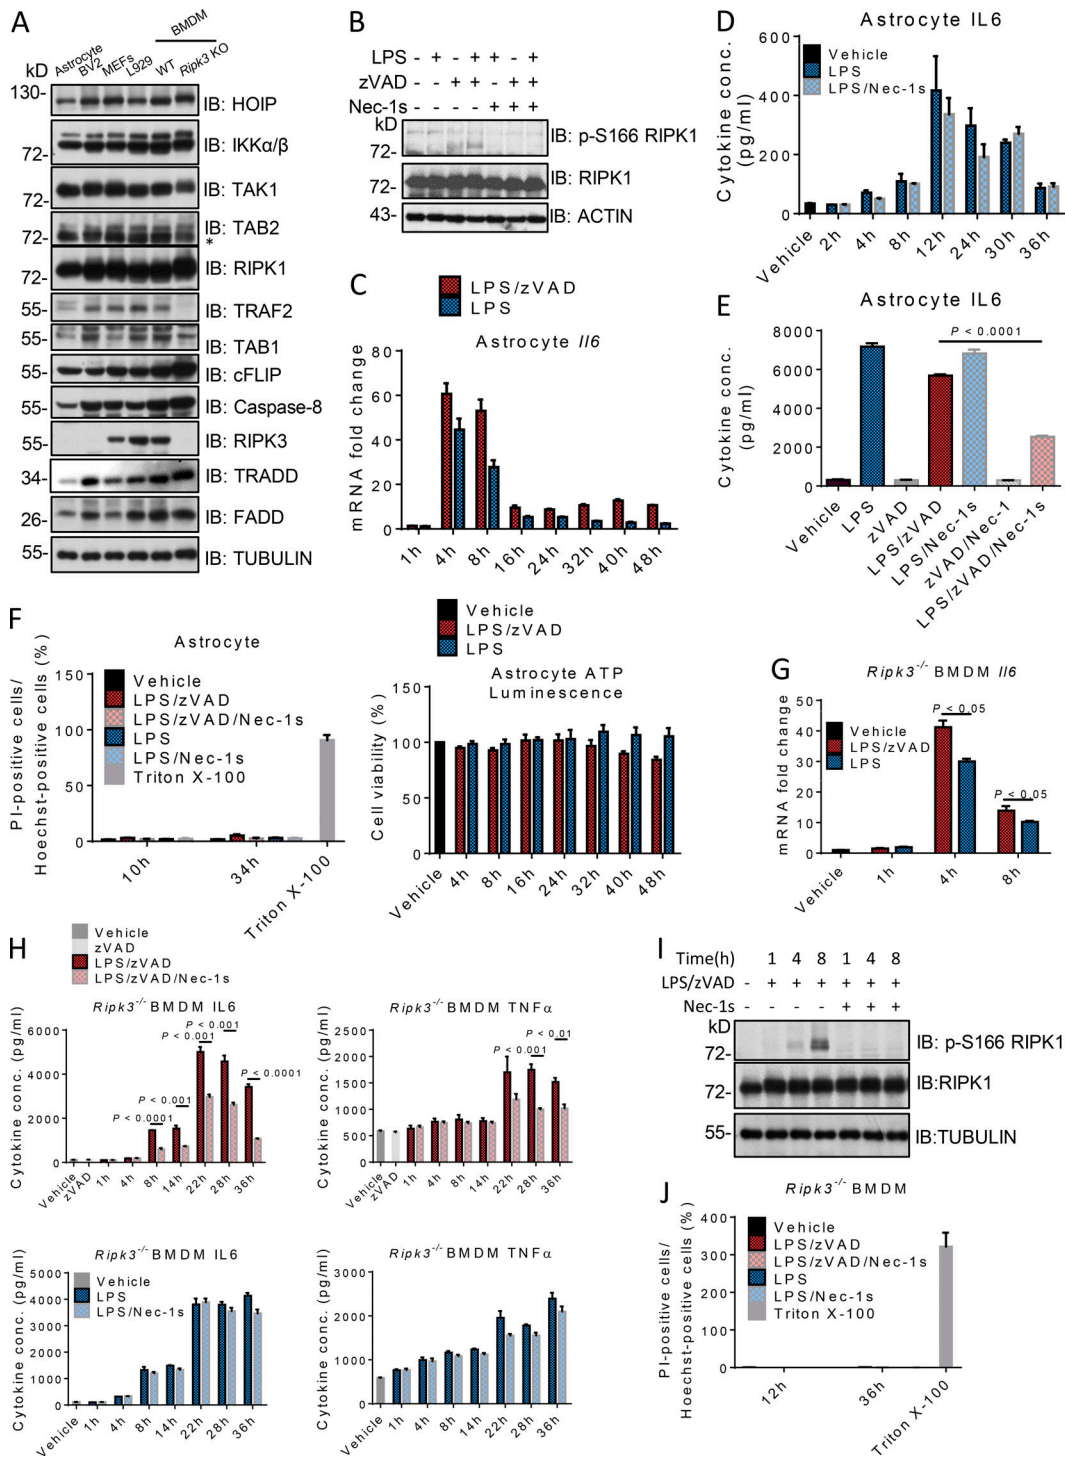 A
BMDM
Astrocyte
BV2
MEFs
L929
WT
Ripk3 KO
kD
130-
IB: HOIP
72-
IB: IKKα/β
72-
IB: TAK1
72-
IB: TAB2
*
72-
IB: RIPK1
55-
IB: TRAF2
55-
IB: TAB1
55-
IB: cFLIP
55-
IB: Caspase-8
55-
IB: RIPK3
34-
IB: TRADD
26-
IB: FADD
55-
IB: TUBULIN
B
LPS - + - + + - - +
zVAD - - + + - - + +
Nec-1s - - - - + + + +
kD
72-
IB: p-S166 RIPK1
72-
IB: RIPK1
43-
IB: ACTIN
C
LPS/zVAD
LPS
Astrocyte Il6
mRNA fold change
80
60
40
20
0
1h 4h 8h 16h 24h 32h 40h 48h
D
Astrocyte IL6
Vehicle
LPS
LPS/Nec-1s
Cytokine conc.
(pg/ml)
600
400
200
0
Vehicle 2h 4h 8h 12h 24h 30h 36h
E
Astrocyte IL6
P < 0.0001
Cytokine conc.
(pg/ml)
8000
6000
4000
2000
0
Vehicle
LPS
zVAD
LPS/zVAD
LPS/Nec-1s
zVAD/Nec-1
LPS/zVAD/Nec-1s
F
Astrocyte
Vehicle
LPS/zVAD
LPS/zVAD/Nec-1s
LPS
LPS/Nec-1s
Triton X-100
PI-positive cells/
Hoechst-positive cells (%)
150
100
50
0
10h 34h Triton X-100
Vehicle
LPS/zVAD
LPS
Astrocyte ATP
Luminescence
Cell viability (%)
150
100
50
0
Vehicle 4h 8h 16h 24h 32h 40h 48h
G
Ripk3-/- BMDM Il6
Vehicle
LPS/zVAD
LPS
P < 0.05
P < 0.05
mRNA fold change
50
40
30
20
10
0
Vehicle 1h 4h 8h
H
Vehicle
zVAD
LPS/zVAD
LPS/zVAD/Nec-1s
Ripk3-/- BMDM IL6
P < 0.001
P < 0.001
P < 0.0001
P < 0.0001
Cytokine conc. (pg/ml)
6000
4000
2000
0
Vehicle zVAD 1h 4h 8h 14h 22h 28h 36h
Ripk3-/- BMDM TNFα
P < 0.01
P < 0.001
Cytokine conc. (pg/ml)
2500
2000
1500
1000
500
0
Vehicle zVAD 1h 4h 8h 14h 22h 28h 36h
Ripk3-/- BMDM IL6
Vehicle
LPS
LPS/Nec-1s
Cytokine conc. (pg/ml)
5000
4000
3000
2000
1000
0
Vehicle 1h 4h 8h 14h 22h 28h 36h
Ripk3-/- BMDM TNFα
Cytokine conc. (pg/ml)
3000
2000
1000
0
Vehicle 1h 4h 8h 14h 22h 28h 36h
I
Time(h) 1 4 8 1 4 8
LPS/zVAD - + + + + + +
Nec-1s - - - - + + +
kD
72-
IB: p-S166 RIPK1
72-
IB:RIPK1
55-
IB:TUBULIN
J
Ripk3-/- BMDM
Vehicle
LPS/zVAD
LPS/zVAD/Nec-1s
LPS
LPS/Nec-1s
Triton X-100
PI-positive cells/
Hoechst-positive cells (%)
400
300
200
100
0
12h 36h Triton X-100